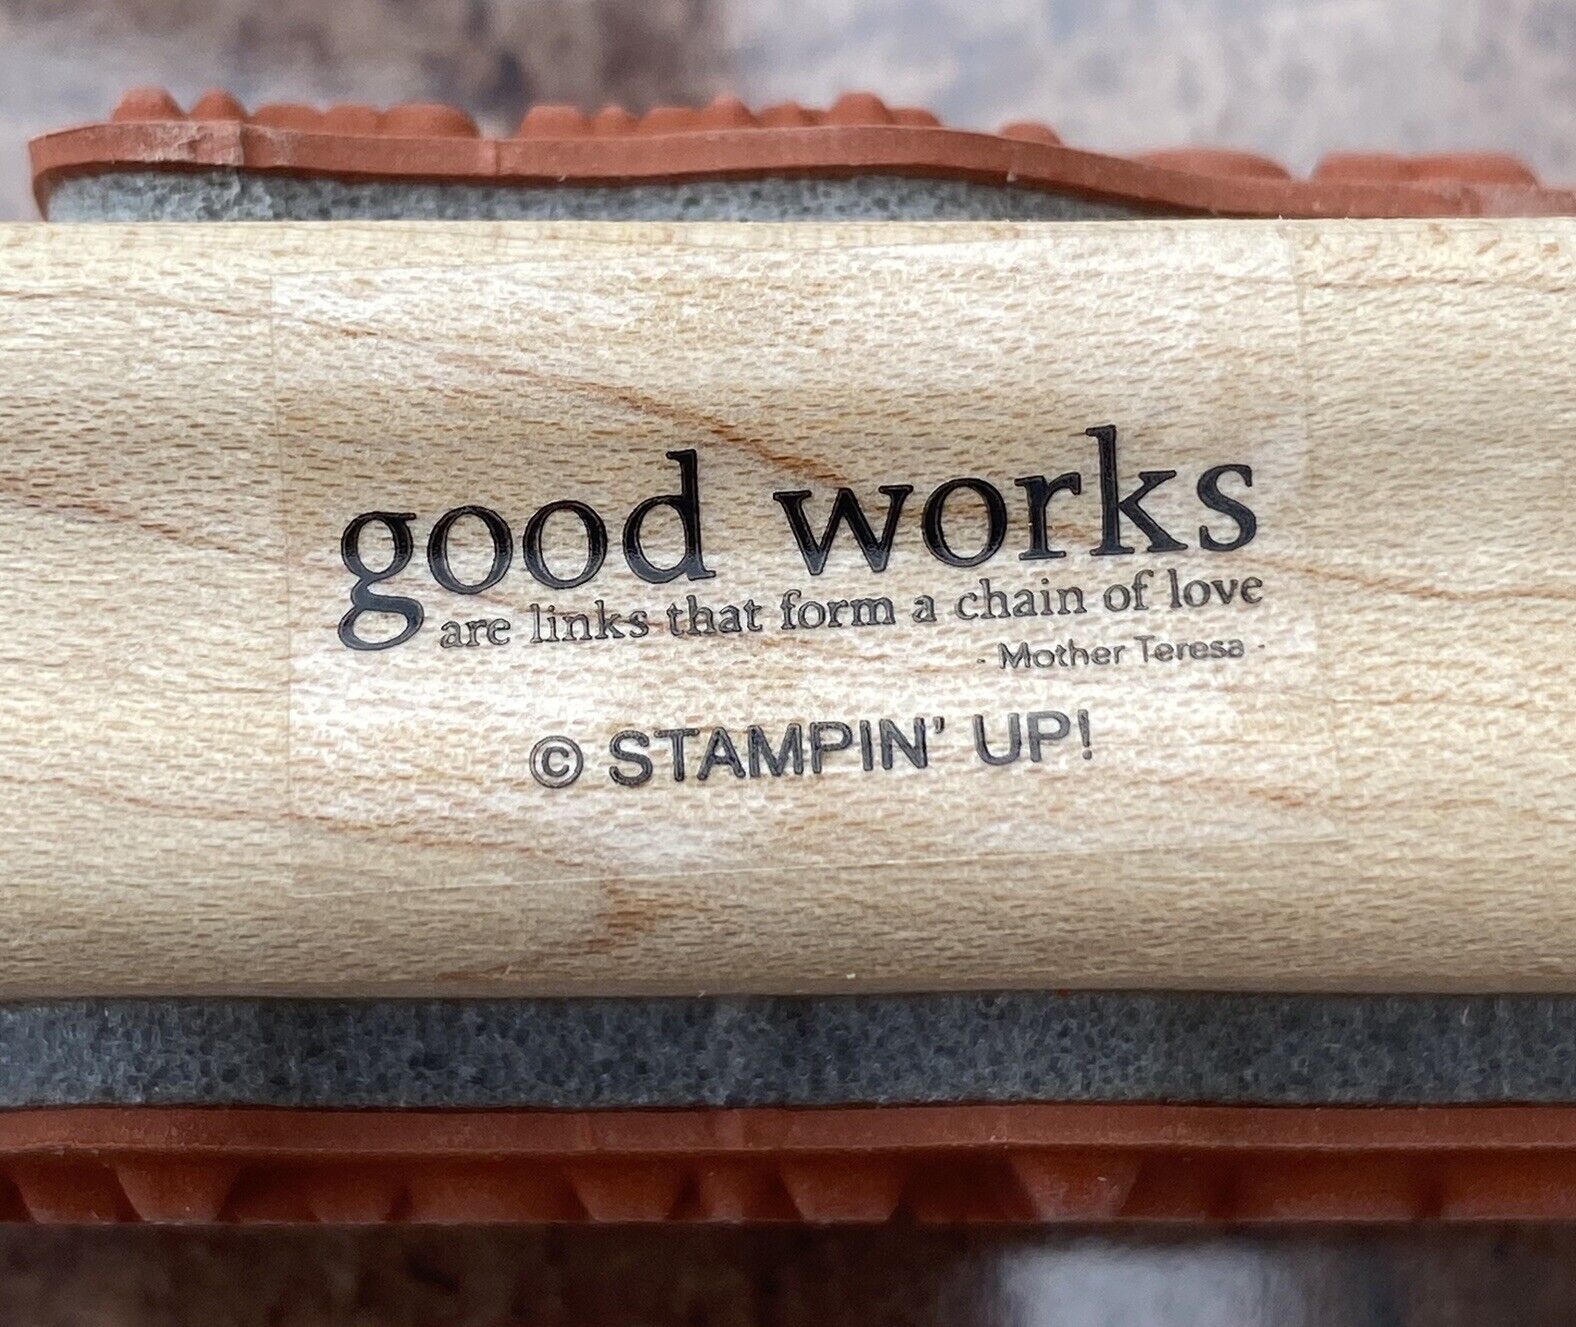 good works
are links that form a chain of love
- Mother Teresa -
© STAMPIN' UP!